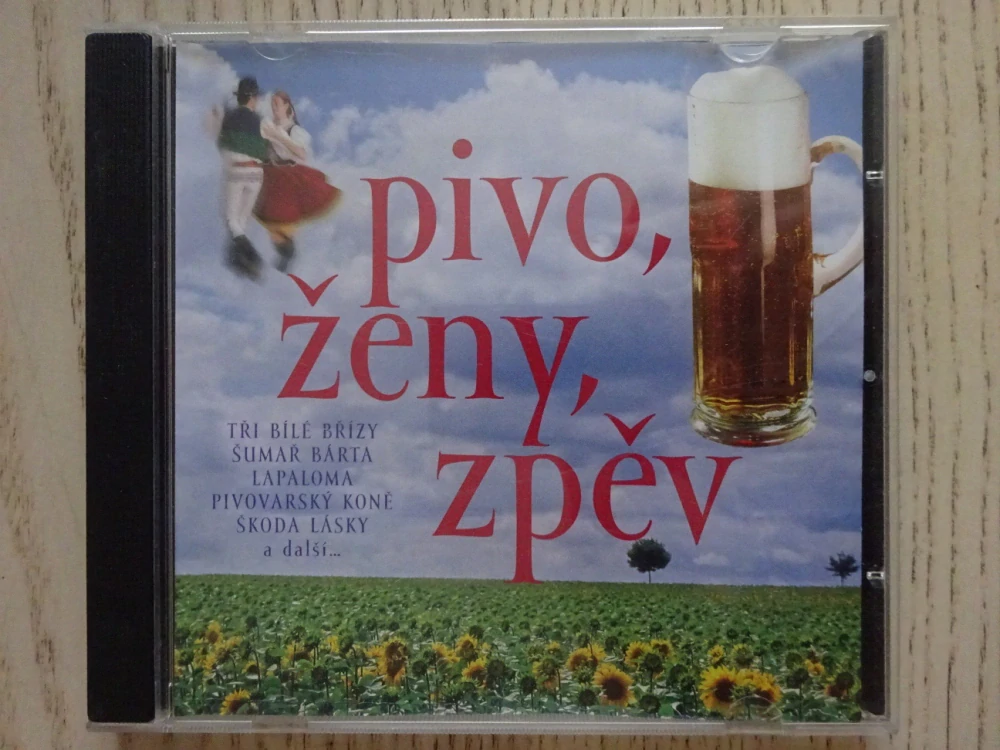 pivo,
ženy,
zpěv
TŘI BÍLÉ BŘÍZY
ŠUMAŘ BÁRTA
LAPALOMA
PIVOVARSKÝ KONĚ
ŠKODA LÁSKY
a další...